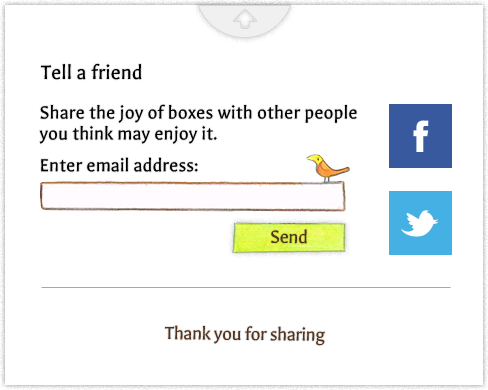 Tell a friend
Share the joy of boxes with other people
you think may enjoy it.
Enter email address:
Send
Thank you for sharing